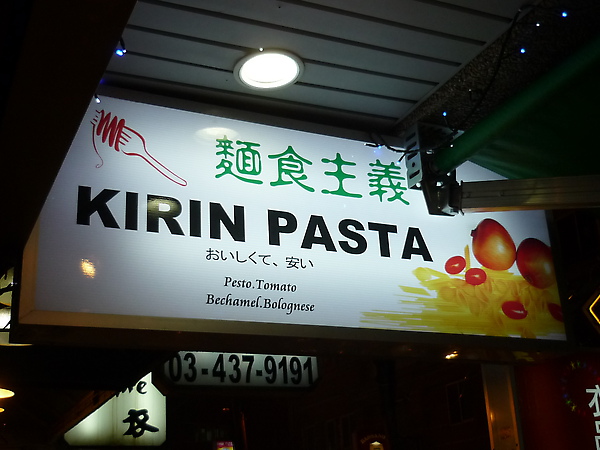 麵食主義
KIRIN PASTA
おいしくて、安い
Pesto.Tomato
Bechamel.Bolognese
03-437-9191